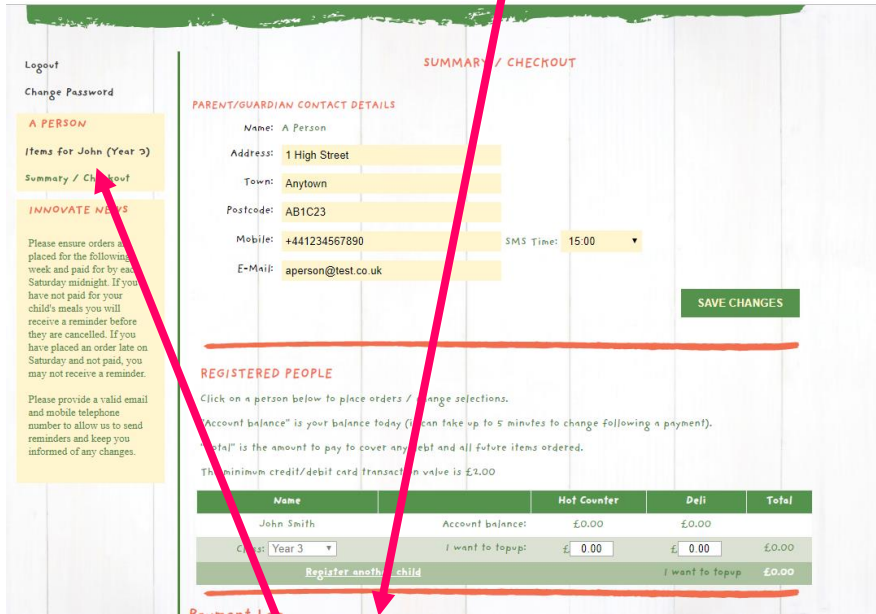 SUMMARY / CHECKOUT
Logout
Change Password
A PERSON
Items for John (Year 3)
Summary / Checkout
INNOVATE NEWS
Please ensure orders are
placed for the following
week and paid for by each
Saturday midnight. If you
have not paid for your
child's meals you will
receive a reminder before
they are cancelled. If you
have placed an order late on
Saturday and not paid, you
may not receive a reminder.
Please provide a valid email
and mobile telephone
number to allow us to send
reminders and keep you
informed of any changes.
PARENT/GUARDIAN CONTACT DETAILS
Name: A Person
Address: 1 High Street
Town: Anytown
Postcode: AB1C23
Mobile: +441234567890 SMS Time: 15:00
E-Mail: aperson@test.co.uk
SAVE CHANGES
REGISTERED PEOPLE
Click on a person below to place orders / change selections.
"Account balance" is your balance today (it can take up to 5 minutes to change following a payment).
"Total" is the amount to pay to cover any debt and all future items ordered.
The minimum credit/debit card transaction value is £2.00
Name Hot Counter Deli Total
John Smith Account balance: £0.00 £0.00
Class: Year 3 I want to topup: £ 0.00 £ 0.00 £0.00
Register another child I want to topup £0.00
Payment